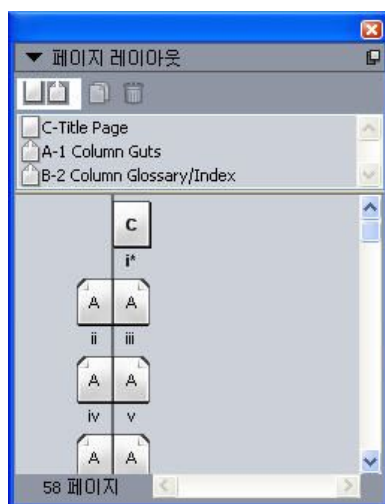 페이지 레이아웃
C-Title Page
A-1 Column Guts
B-2 Column Glossary/Index
C
i*
A A
ii iii
A A
iv v
A A
58 페이지